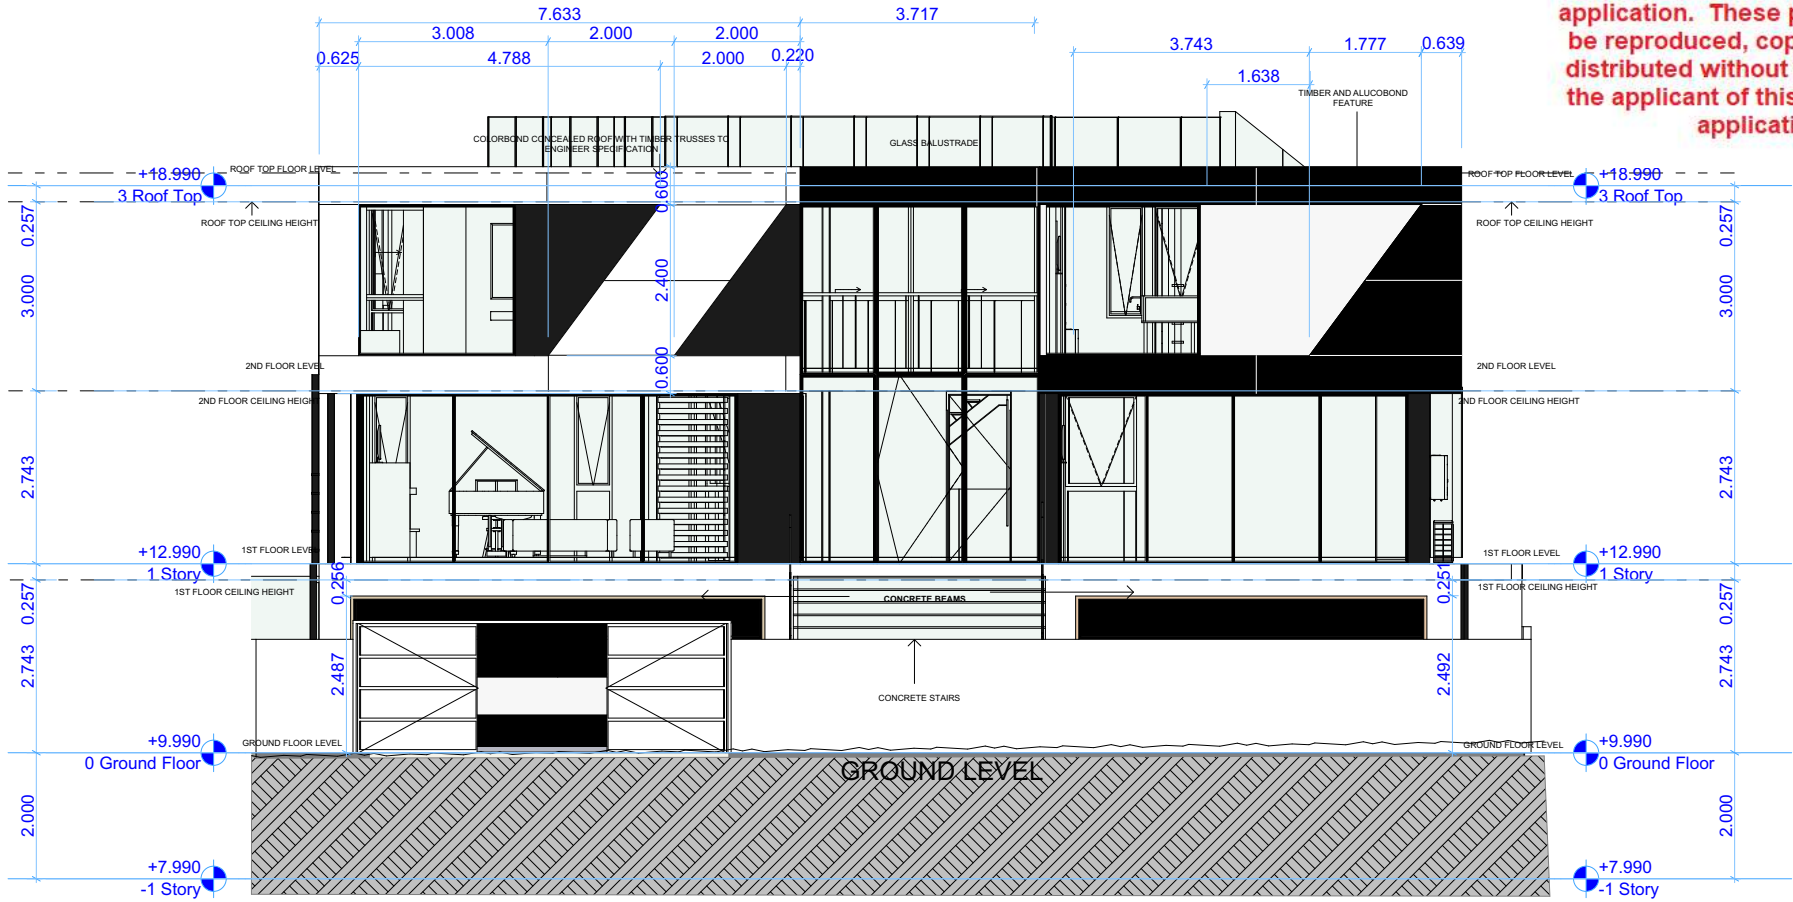 application. These
be reproduced,
distributed without
the applicant of this
7.633
3.717
3.008
2.000
2.000
3.743
1.777
0.639
0.625
4.788
2.000
0.220
1.638
TIMBER AND ALUCOBOND
FEATURE
COLORBOND CONCEALED ROOF WITH TIMBER TRUSSES TO
ENGINEER SPECIFICATION
GLASS BALUSTRADE
+18.990
3 Roof Top
ROOF TOP FLOOR LEVEL
0.600
ROOF TOP FLOOR LEVEL
+18.990
3 Roof Top
0.257
ROOF TOP CEILING HEIGHT
ROOF TOP CEILING HEIGHT
0.257
3.000
2.400
3.000
2ND FLOOR LEVEL
0.600
2ND FLOOR LEVEL
2ND FLOOR CEILING HEIGHT
2ND FLOOR CEILING HEIGHT
2.743
2.743
+12.990
1 Story
1ST FLOOR LEVEL
1ST FLOOR LEVEL
+12.990
1 Story
0.257
1ST FLOOR CEILING HEIGHT
0.256
CONCRETE BEAMS
0.251
1ST FLOOR CEILING HEIGHT
0.257
2.743
2.487
CONCRETE STAIRS
2.492
2.743
+9.990
0 Ground Floor
GROUND FLOOR LEVEL
GROUND FLOOR LEVEL
+9.990
0 Ground Floor
GROUND LEVEL
2.000
2.000
+7.990
-1 Story
+7.990
-1 Story